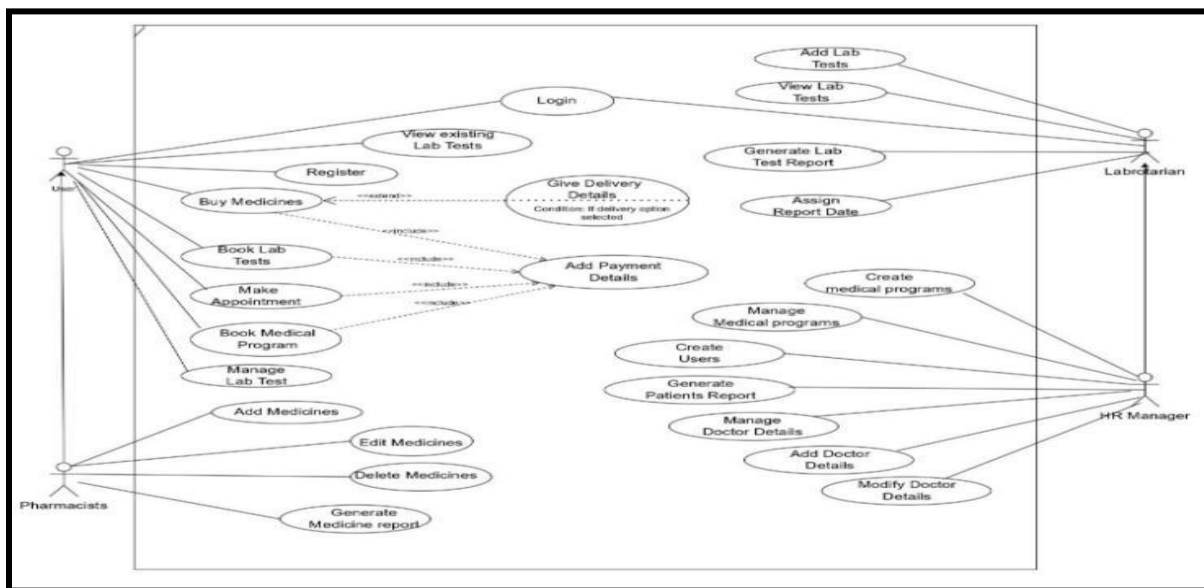 Add Lab
Tests
View Lab
Tests
Login
View existing
Lab Tests
Generate Lab
Test Report
Labrotarian
User
Register
Buy Medicines
<<extend>>
Give Delivery
Details
Condition: If delivery option
selected
Assign
Report Date
<<include>>
Book Lab
Tests
<<include>>
Add Payment
Details
Make
Appointment
<<include>>
<<include>>
Book Medical
Program
Manage
Lab Test
Create
medical programs
Manage
Medical programs
Create
Users
Generate
Patients Report
Manage
Doctor Details
HR Manager
Add Doctor
Details
Modify Doctor
Details
Add Medicines
Edit Medicines
Delete Medicines
Pharmacists
Generate
Medicine report